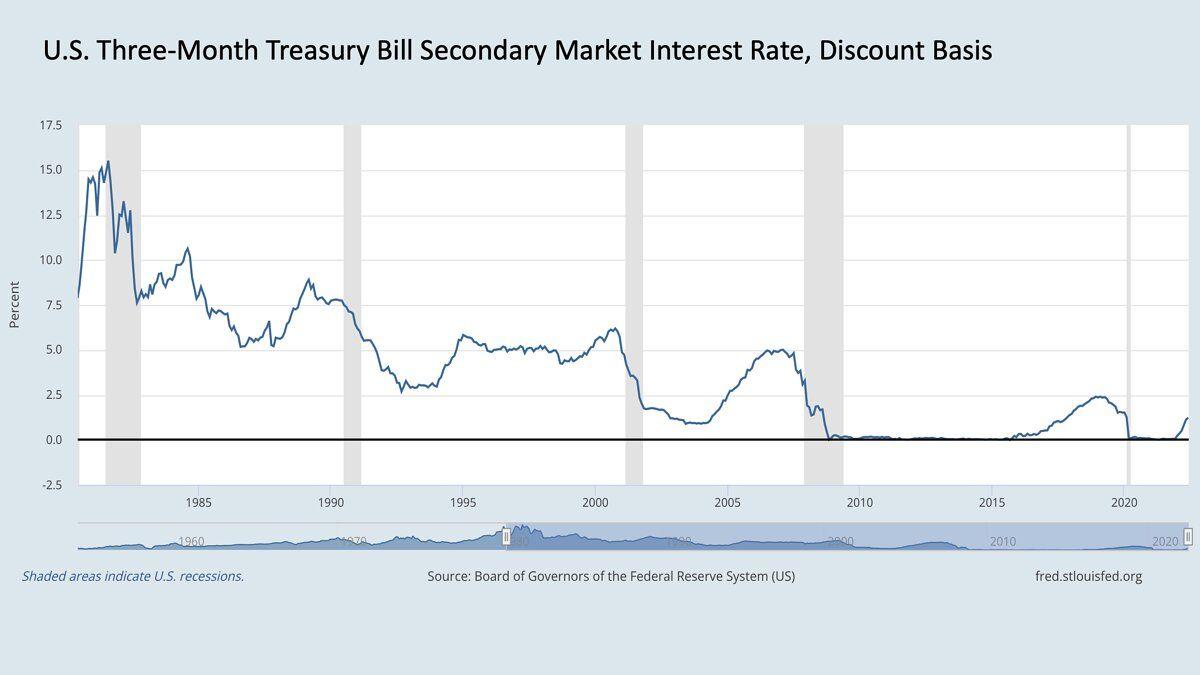 U.S. Three-Month Treasury Bill Secondary Market Interest Rate, Discount Basis
17.5
15.0
12.5
10.0
7.5
5.0
2.5
0.0
-2.5
Percent
1985 1990 1995 2000 2005 2010 2015 2020
1960 1970 1990 2000 2010 2020
Shaded areas indicate U.S. recessions. Source: Board of Governors of the Federal Reserve System (US) fred.stlouisfed.org